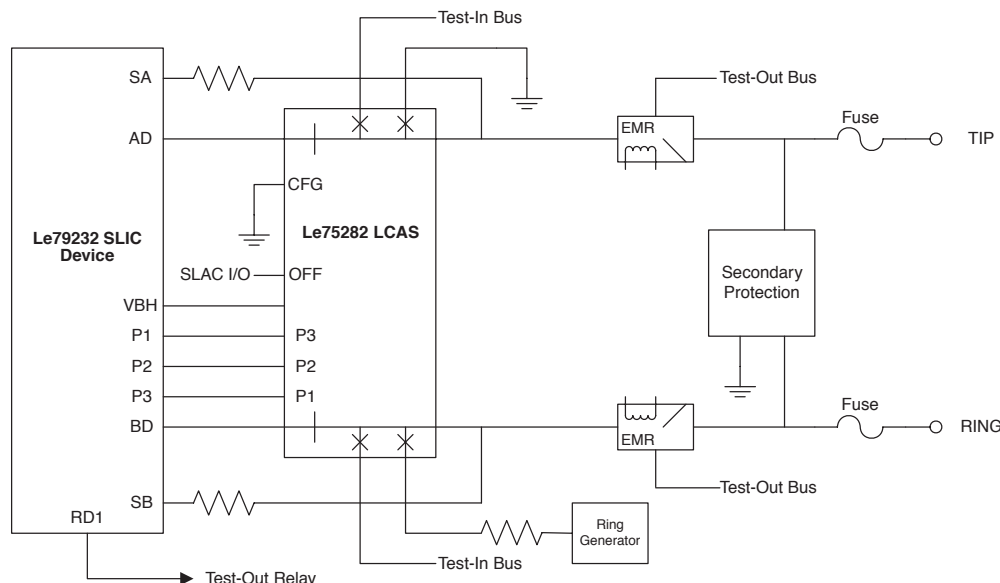 Test-In Bus
SA
Test-Out Bus
Fuse
AD
EMR
TIP
CFG
Le79232 SLIC
Device
Le75282 LCAS
SLAC I/O
OFF
Secondary
Protection
VBH
P1
P3
P2
P2
P3
P1
BD
Fuse
RING
EMR
Test-Out Bus
SB
RD1
Ring
Generator
Test-In Bus
Test-Out Relay